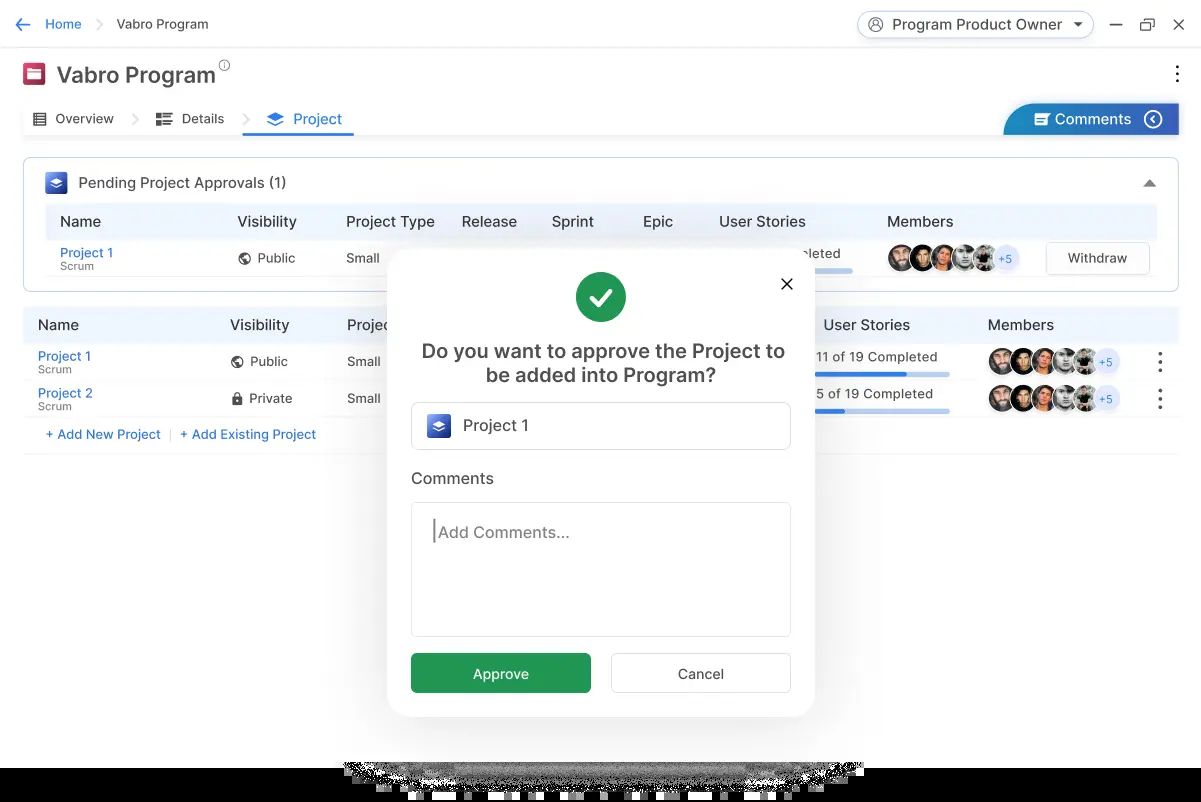 Home Vabro Program Program Product Owner
Vabro Program
Overview Details Project Comments
Pending Project Approvals (1)
Name Visibility Project Type Release Sprint Epic User Stories Members
Project 1 Public Small +5 Withdraw
Scrum
Name Visibility User Stories Members
Project 1 Public Small 11 of 19 Completed +5
Scrum
Project 2 Private Small 5 of 19 Completed +5
Scrum
+ Add New Project + Add Existing Project
Do you want to approve the Project to
be added into Program?
Project 1
Comments
Add Comments...
Approve Cancel